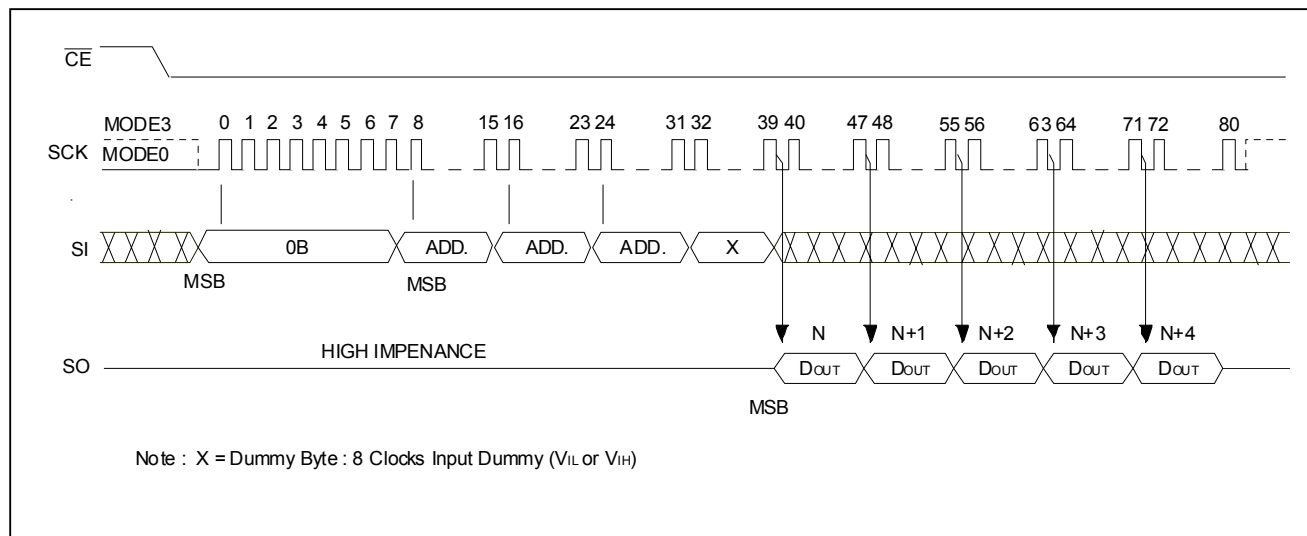 CE
MODE3 0 1 2 3 4 5 6 7 8 15 16 23 24 31 32 39 40 47 48 55 56 63 64 71 72 80
SCK MODE0
SI 0B ADD. ADD. ADD. X
MSB MSB
N N+1 N+2 N+3 N+4
HIGH IMPENANCE
SO DOUT DOUT DOUT DOUT DOUT
MSB
Note : X = Dummy Byte : 8 Clocks Input Dummy (VIL or VIH)